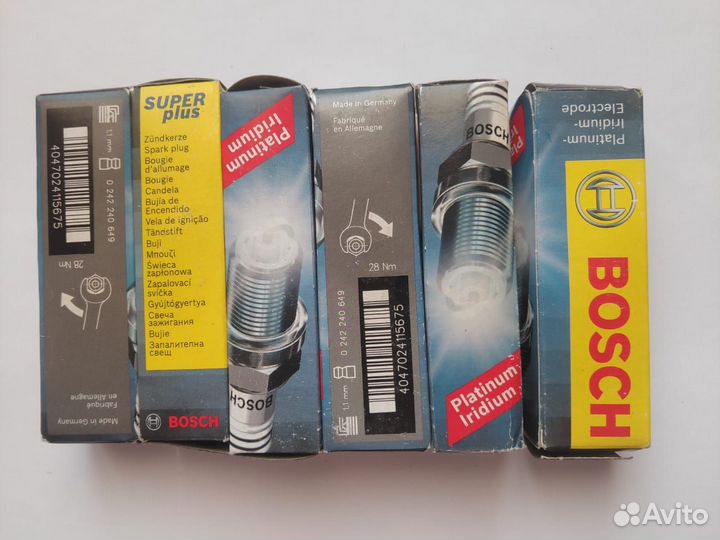 1,1 mm
0 242 240 649
4047024115675
28 Nm
Fabriqué
en Allemagne
Made in Germany
SUPER
plus
Zündkerze
Spark plug
Bougie
d'allumage
Bougie
Candela
Bujía de
Encendido
Vela de ignição
Tändstift
Buji
Μπουζί
Świeca
zapłonowa
Zapalovací
svíčka
Gyújtógyertya
Свеча
зажигания
Bujie
Запалителна
свещ
BOSCH
Platinum
Iridium
BOSCH
Made in Germany
Fabriqué
en Allemagne
28 Nm
1,1 mm
0 242 240 649
4047024115675
BOSCH
Platinum-
Iridium
Platinum-
Iridium-
Electrode
BOSCH
Avito